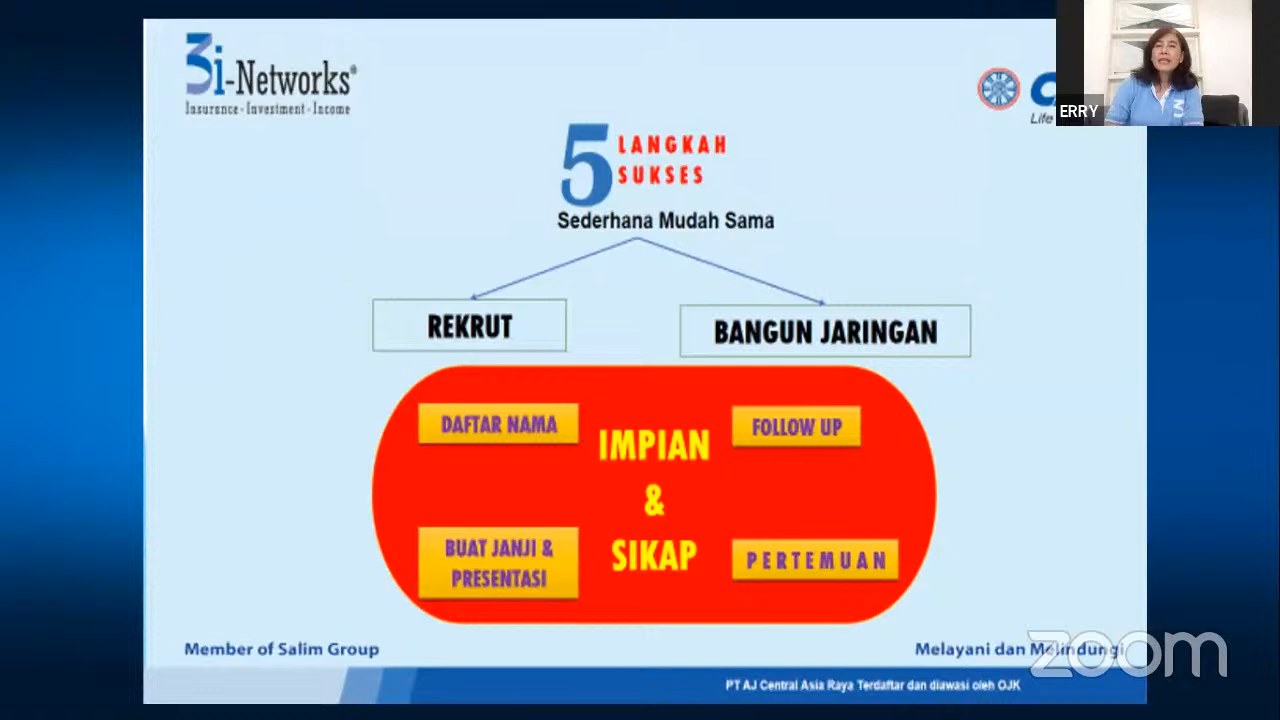 3i-Networks®
Insurance · Investment · Income
Life
ERRY
5 LANGKAH
SUKSES
Sederhana Mudah Sama
REKRUT
BANGUN JARINGAN
DAFTAR NAMA
FOLLOW UP
IMPIAN
&
SIKAP
BUAT JANJI &
PRESENTASI
PERTEMUAN
Member of Salim Group
Melayani dan Melindungi
zoom
PT AJ Central Asia Raya Terdaftar dan diawasi oleh OJK